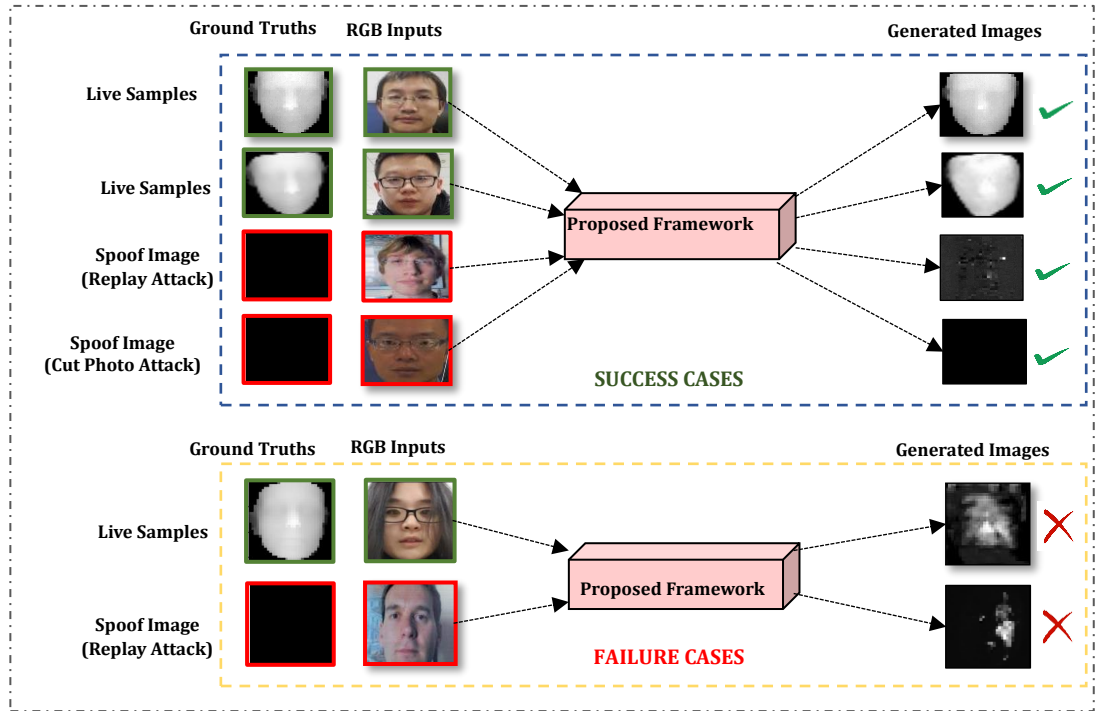 Ground Truths
RGB Inputs
Generated Images
Live Samples
Live Samples
Proposed Framework
Spoof Image
(Replay Attack)
Spoof Image
(Cut Photo Attack)
SUCCESS CASES
Ground Truths
RGB Inputs
Generated Images
Live Samples
Proposed Framework
Spoof Image
(Replay Attack)
FAILURE CASES